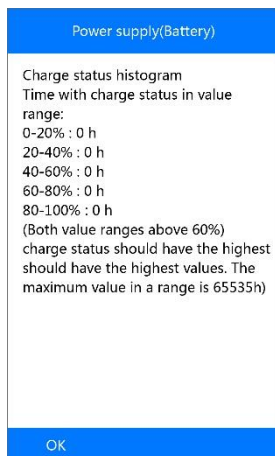 Power supply(Battery)
Charge status histogram
Time with charge status in value
range:
0-20% : 0 h
20-40% : 0 h
40-60% : 0 h
60-80% : 0 h
80-100% : 0 h
(Both value ranges above 60%)
charge status should have the highest
should have the highest values. The
maximum value in a range is 65535h)
OK